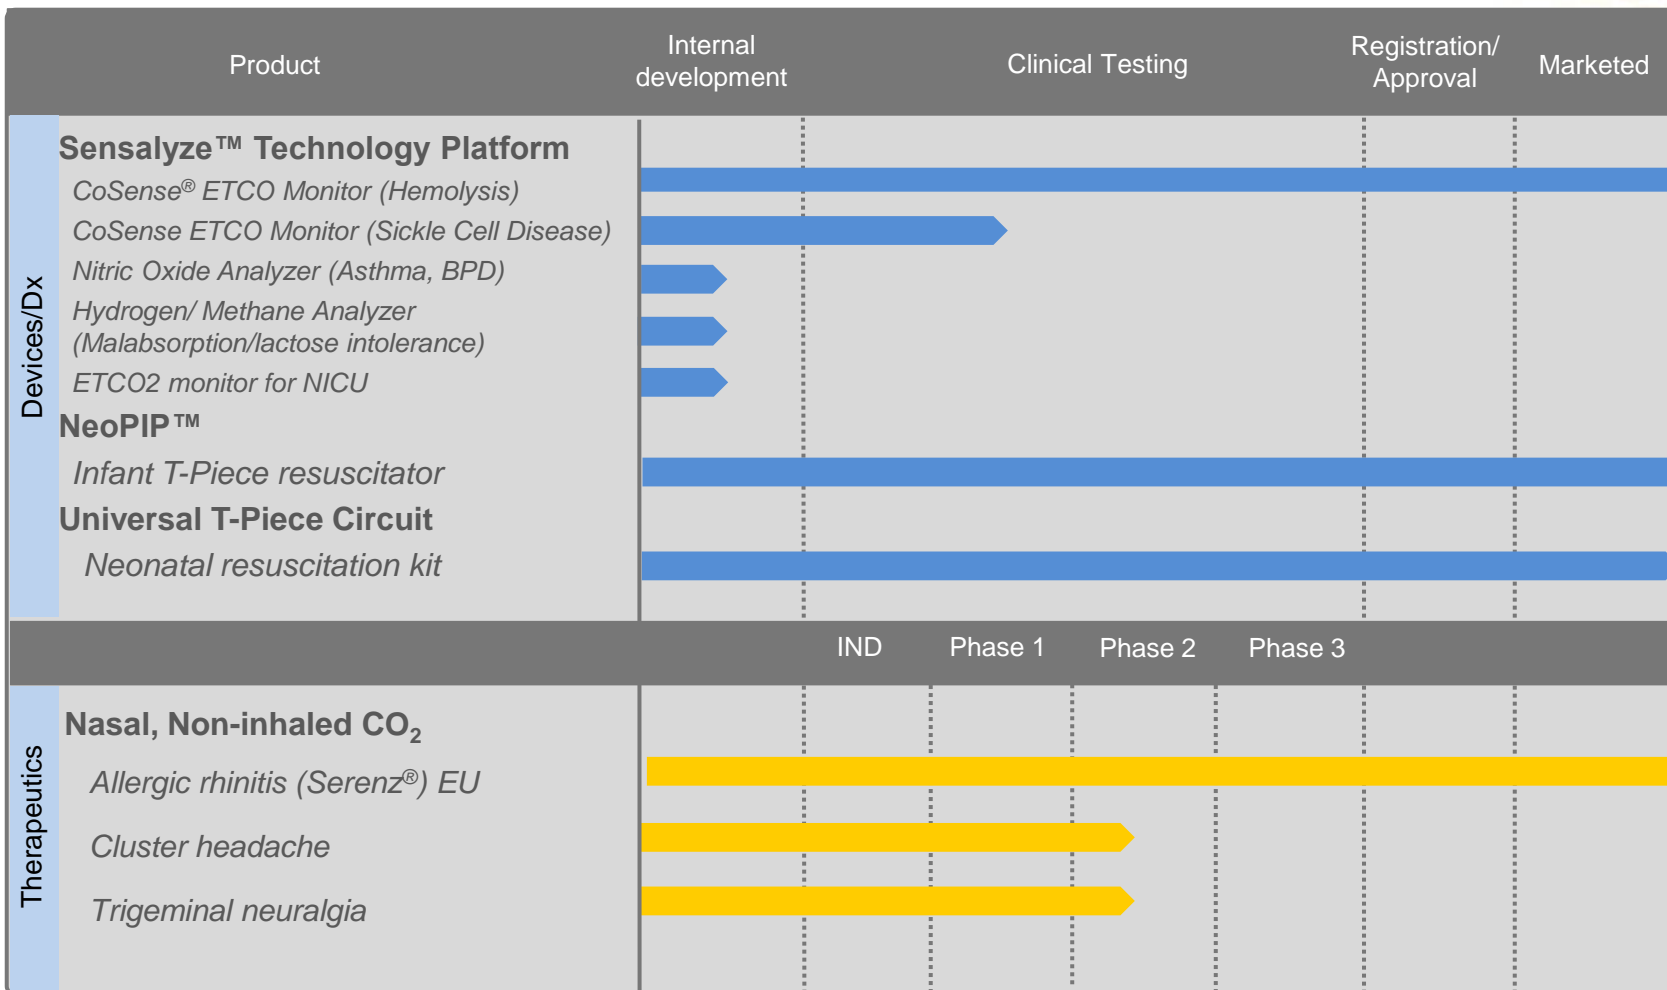 Product
Internal
development
Clinical Testing
Registration/
Approval
Marketed
Devices/Dx
Sensalyze™ Technology Platform
CoSense® ETCO Monitor (Hemolysis)
CoSense ETCO Monitor (Sickle Cell Disease)
Nitric Oxide Analyzer (Asthma, BPD)
Hydrogen/ Methane Analyzer
(Malabsorption/lactose intolerance)
ETCO2 monitor for NICU
NeoPIP™
Infant T-Piece resuscitator
Universal T-Piece Circuit
Neonatal resuscitation kit
IND
Phase 1
Phase 2
Phase 3
Therapeutics
Nasal, Non-inhaled CO₂
Allergic rhinitis (Serenz®) EU
Cluster headache
Trigeminal neuralgia